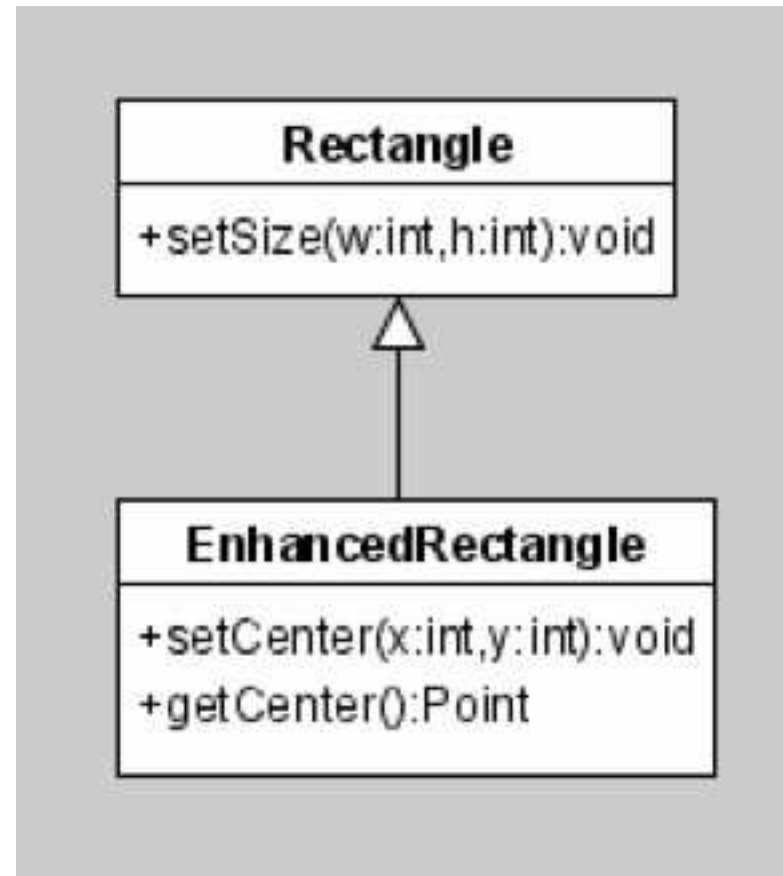 Rectangle
+setSize(w:int,h:int):void
EnhancedRectangle
+setCenter(x:int,y:int):void
+getCenter():Point